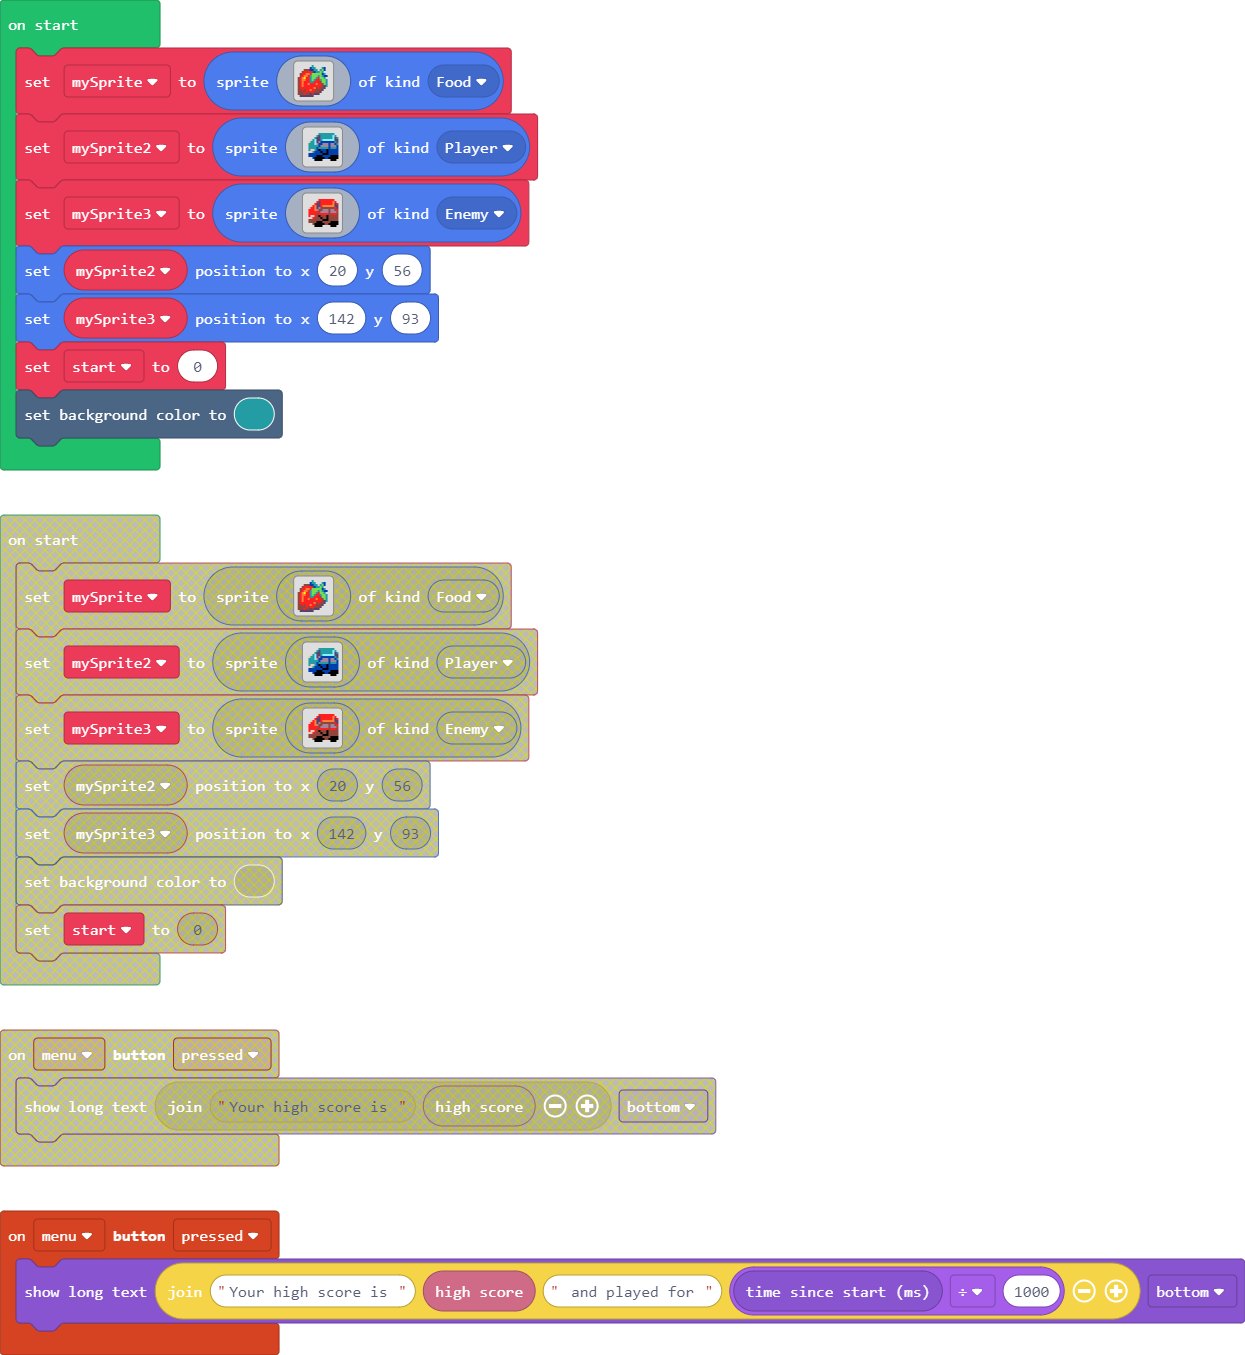 on start
set mySprite to sprite of kind Food
set mySprite2 to sprite of kind Player
set mySprite3 to sprite of kind Enemy
set mySprite2 position to x 20 y 56
set mySprite3 position to x 142 y 93
set start to 0
set background color to
on start
set mySprite to sprite of kind Food
set mySprite2 to sprite of kind Player
set mySprite3 to sprite of kind Enemy
set mySprite2 position to x 20 y 56
set mySprite3 position to x 142 y 93
set background color to
set start to 0
on menu button pressed
show long text join "Your high score is " high score bottom
on menu button pressed
show long text join "Your high score is " high score " and played for " time since start (ms) ÷ 1000 bottom